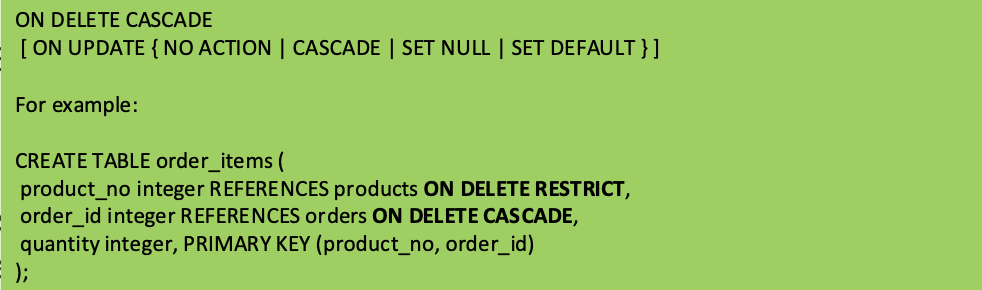 ON DELETE CASCADE
[ ON UPDATE { NO ACTION | CASCADE | SET NULL | SET DEFAULT } ]
For example:
CREATE TABLE order_items (
product_no integer REFERENCES products ON DELETE RESTRICT,
order_id integer REFERENCES orders ON DELETE CASCADE,
quantity integer, PRIMARY KEY (product_no, order_id)
);